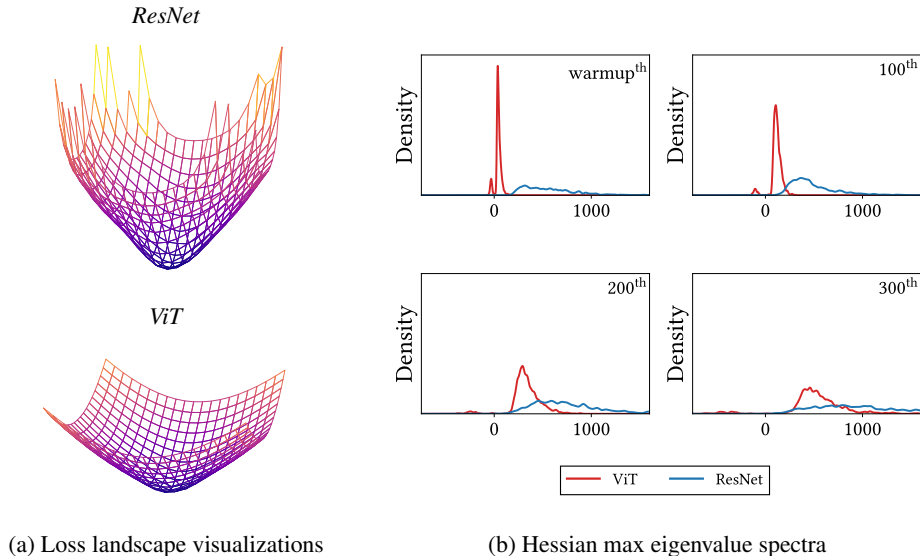 ResNet
ViT
(a) Loss landscape visualizations
Density
warmup^th
0 1000
Density
100^th
0 1000
Density
200^th
0 1000
Density
300^th
0 1000
ViT ResNet
(b) Hessian max eigenvalue spectra